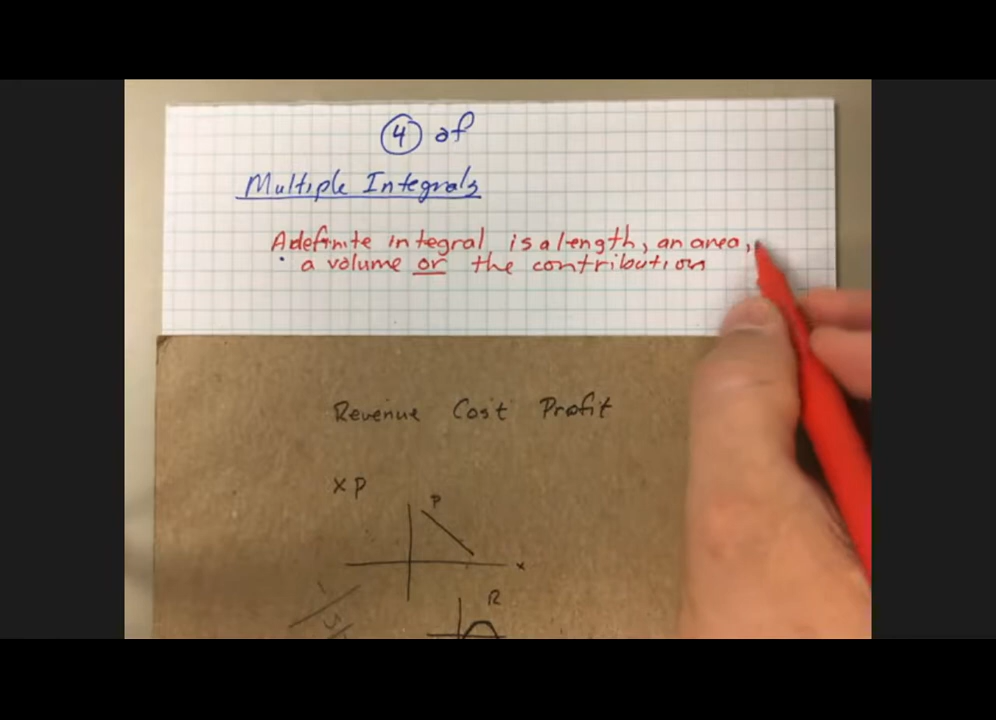 4 of
Multiple Integrals
A definite integral is a length, an area,
a volume or the contribution
Revenue Cost Profit
x p
p
x
R